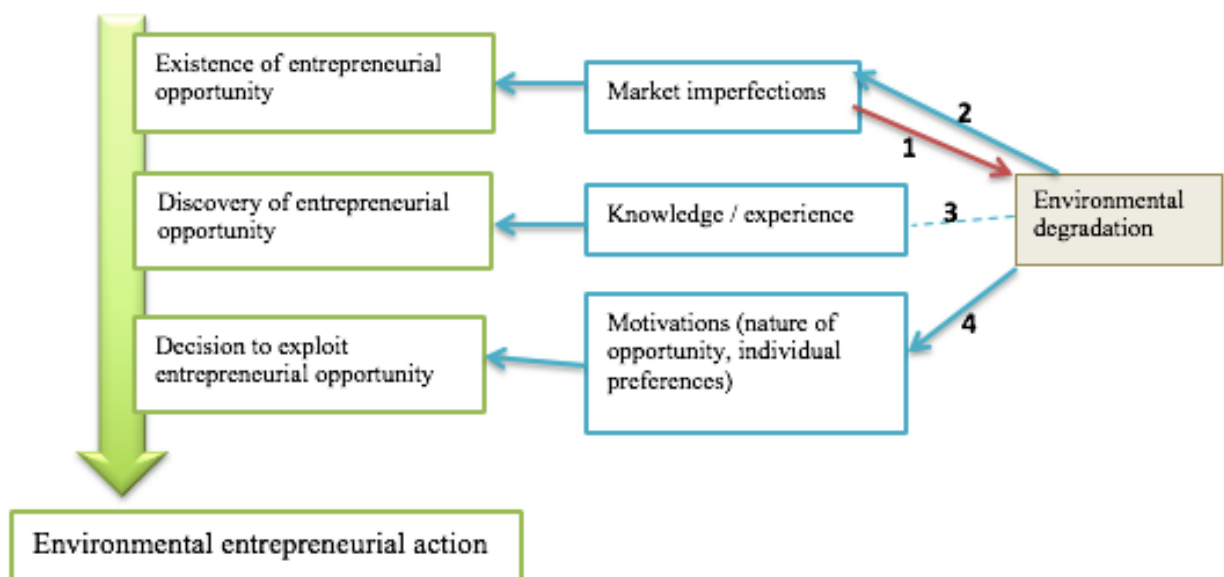 Existence of entrepreneurial
opportunity
Market imperfections
2
1
Discovery of entrepreneurial
opportunity
Knowledge / experience
3
Environmental
degradation
Decision to exploit
entrepreneurial opportunity
Motivations (nature of
opportunity, individual
preferences)
4
Environmental entrepreneurial action